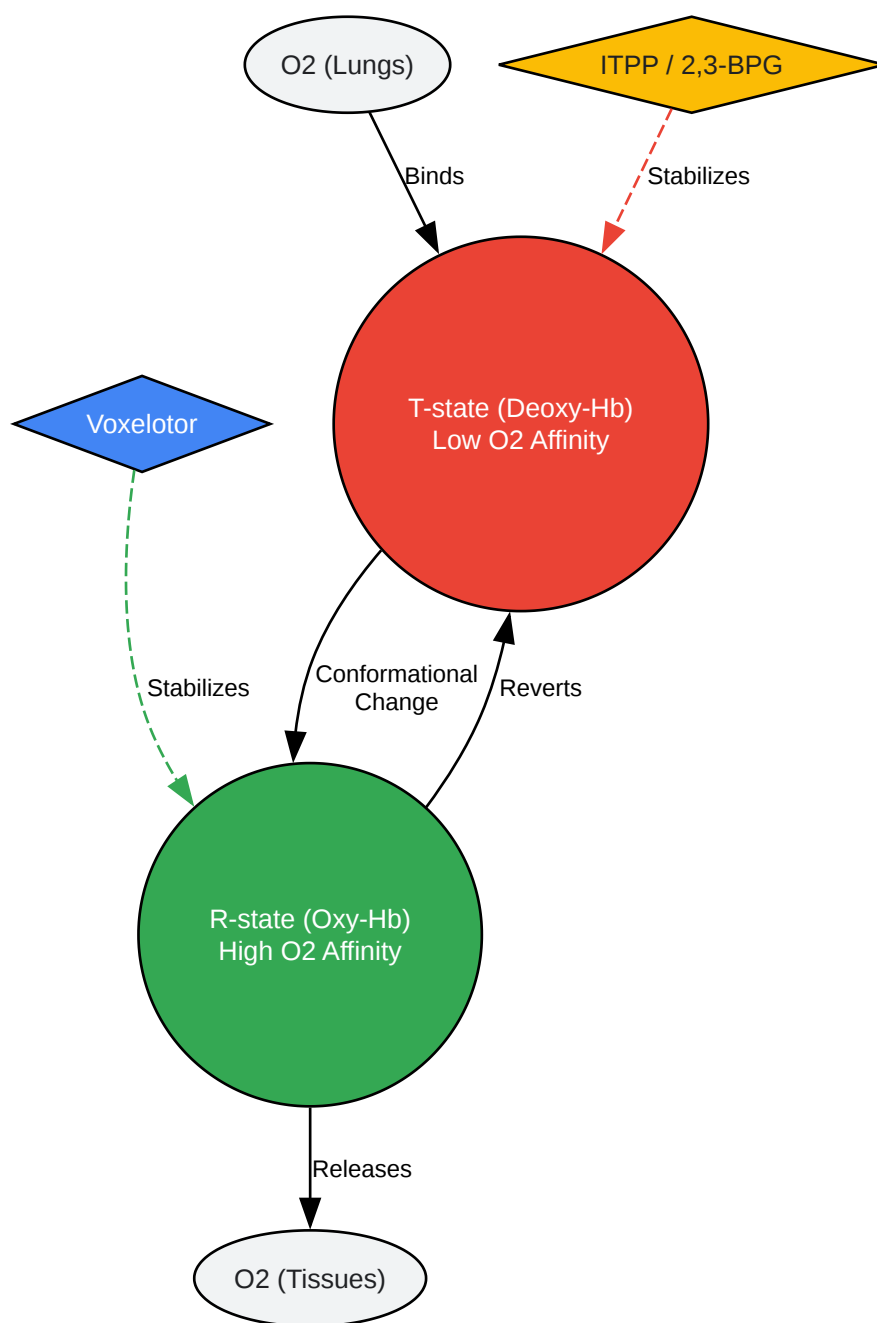 O2 (Lungs)
ITPP / 2,3-BPG
Binds
Stabilizes
T-state (Deoxy-Hb)
Low O2 Affinity
Voxelotor
Stabilizes
Conformational
Change
Reverts
R-state (Oxy-Hb)
High O2 Affinity
Releases
O2 (Tissues)